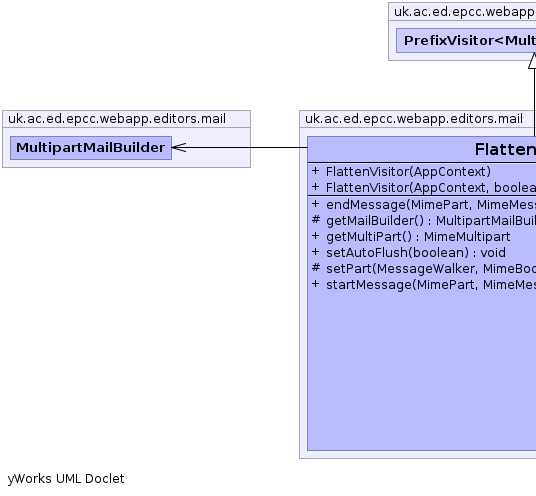 uk.ac.ed.epcc.webapp
PrefixVisitor<Mult
uk.ac.ed.epcc.webapp.editors.mail
MultipartMailBuilder
uk.ac.ed.epcc.webapp.editors.mail
Flatten
+ FlattenVisitor(AppContext)
+ FlattenVisitor(AppContext, boolea
+ endMessage(MimePart, MimeMess
# getMailBuilder() : MultipartMailBuil
+ getMultiPart() : MimeMultipart
+ setAutoFlush(boolean) : void
# setPart(MessageWalker, MimeBod
+ startMessage(MimePart, MimeMess
yWorks UML Doclet